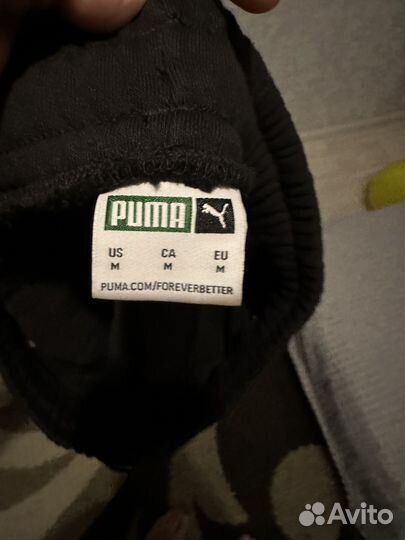 PUMA
US CA EU
M M M
PUMA.COM/FOREVERBETTER
Avito